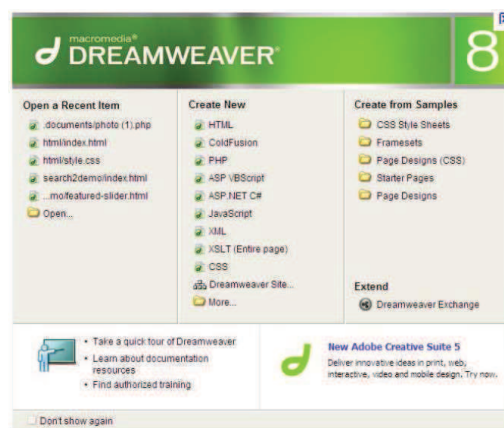 macromedia®
DREAMWEAVER®
8
Open a Recent Item
.documents/photo (1).php
html/index.html
html/style.css
search2demo/index.html
...mo/featured-slider.html
Open...
Create New
HTML
ColdFusion
PHP
ASP VBScript
ASP.NET C#
JavaScript
XML
XSLT (Entire page)
CSS
Dreamweaver Site...
More...
Create from Samples
CSS Style Sheets
Framesets
Page Designs (CSS)
Starter Pages
Page Designs
Extend
Dreamweaver Exchange
• Take a quick tour of Dreamweaver
• Learn about documentation
resources
• Find authorized training
New Adobe Creative Suite 5
Deliver innovative ideas in print, web,
interactive, video and mobile design. Try now.
Don't show again